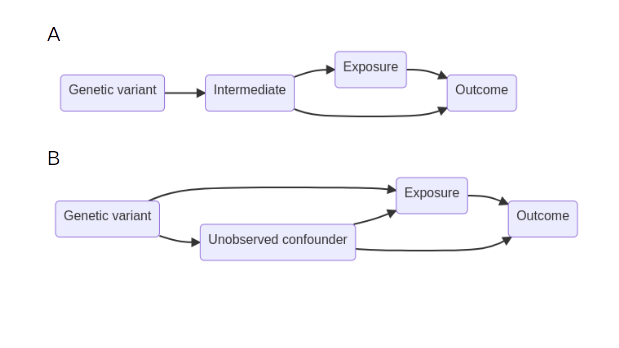 A
Genetic variant
Intermediate
Exposure
Outcome
B
Genetic variant
Unobserved confounder
Exposure
Outcome